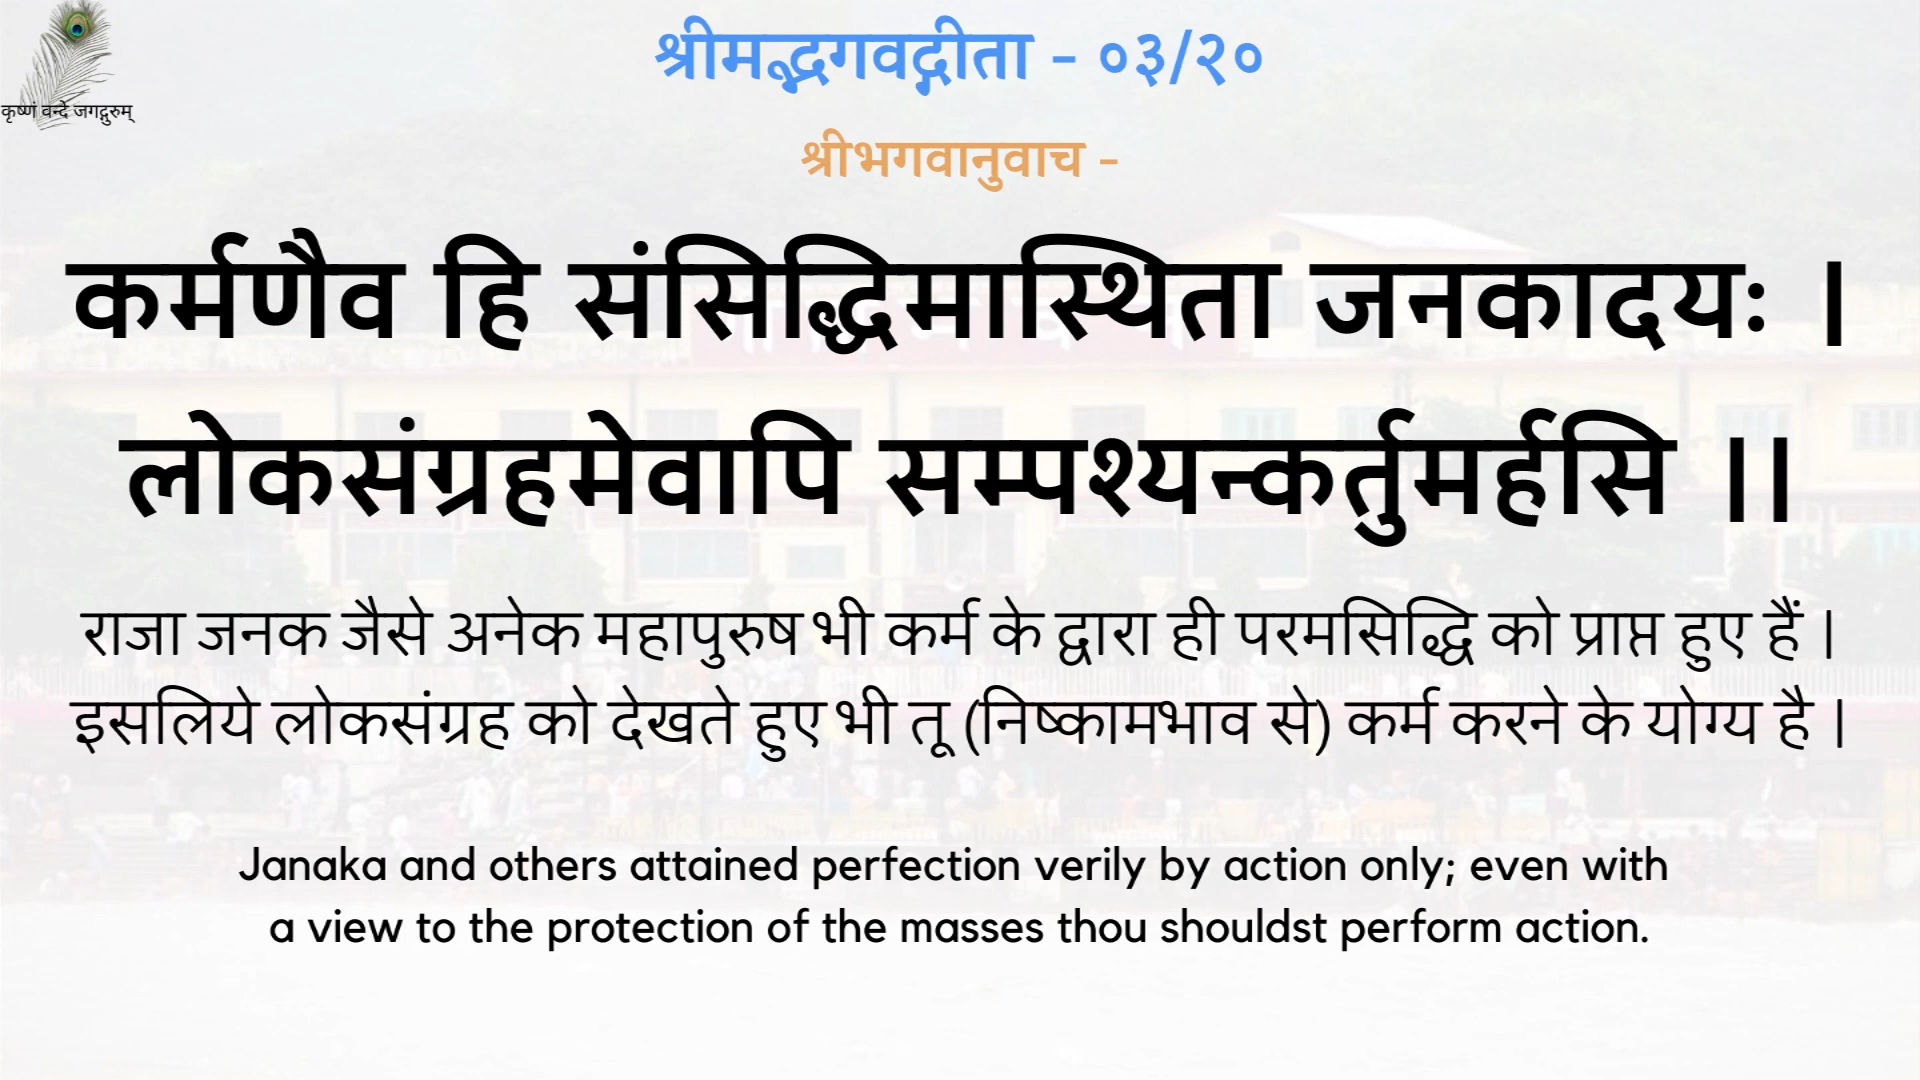 श्रीमद्भगवद्गीता - ०३/२०
कृष्णं वन्दे जगद्गुरुम्
श्रीभगवानुवाच -
कर्मणैव हि संसिद्धिमास्थिता जनकादयः ।
लोकसंग्रहमेवापि सम्पश्यन्कर्तुमर्हसि ।।
राजा जनक जैसे अनेक महापुरुष भी कर्म के द्वारा ही परमसिद्धि को प्राप्त हुए हैं ।
इसलिये लोकसंग्रह को देखते हुए भी तू (निष्कामभाव से) कर्म करने के योग्य है ।
Janaka and others attained perfection verily by action only; even with
a view to the protection of the masses thou shouldst perform action.